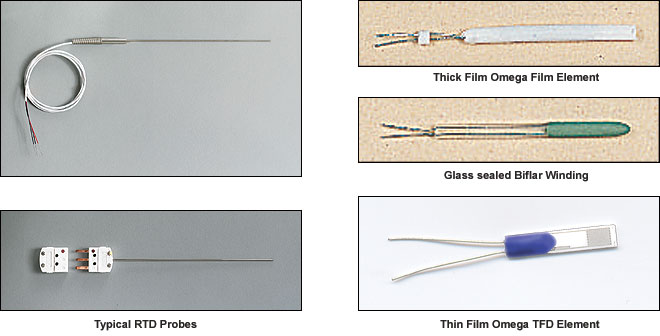 Thick Film Omega Film Element
Glass sealed Biflar Winding
Typical RTD Probes
Thin Film Omega TFD Element